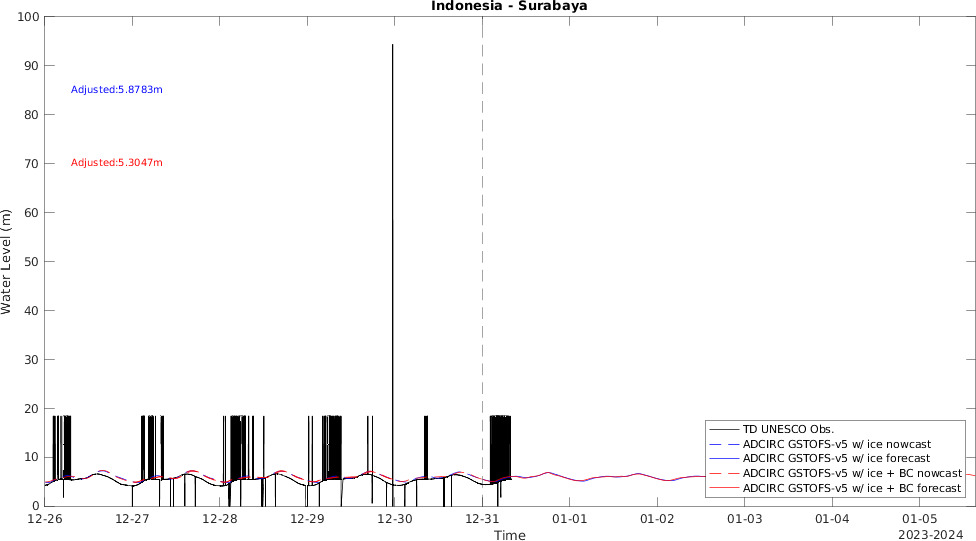 Indonesia - Surabaya
100
90
80
70
60
50
40
30
20
10
0
Water Level (m)
Adjusted:5.8783m
Adjusted:5.3047m
TD UNESCO Obs.
ADCIRC GSTOFS-v5 w/ ice nowcast
ADCIRC GSTOFS-v5 w/ ice forecast
ADCIRC GSTOFS-v5 w/ ice + BC nowcast
ADCIRC GSTOFS-v5 w/ ice + BC forecast
12-26 12-27 12-28 12-29 12-30 12-31 01-01 01-02 01-03 01-04 01-05
Time
2023-2024